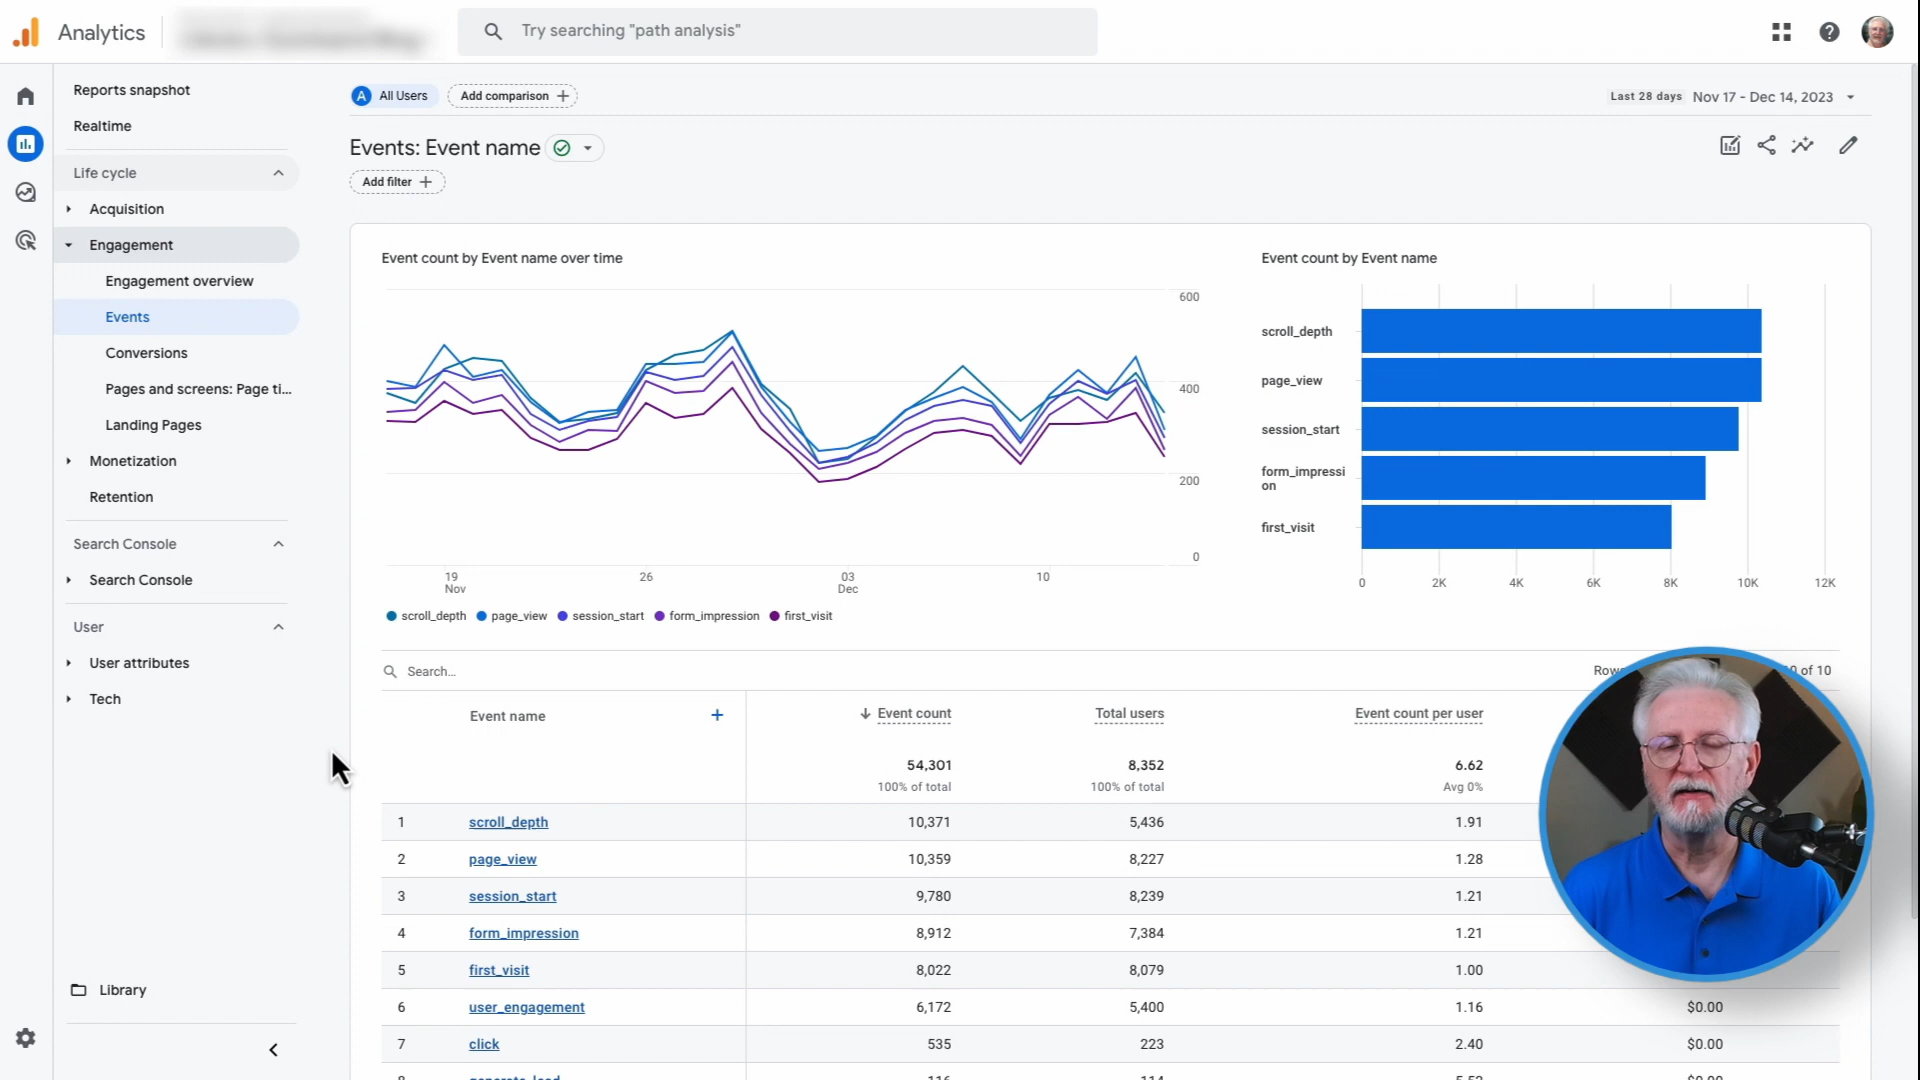 Analytics
Try searching "path analysis"
Reports snapshot
Realtime
Life cycle
Acquisition
Engagement
Engagement overview
Events
Conversions
Pages and screens: Page ti...
Landing Pages
Monetization
Retention
Search Console
Search Console
User
User attributes
Tech
Library
A All Users
Add comparison +
Last 28 days Nov 17 - Dec 14, 2023
Events: Event name
Add filter +
Event count by Event name over time
600
400
200
0
19
Nov
26
03
Dec
10
scroll_depth page_view session_start form_impression first_visit
Event count by Event name
scroll_depth
page_view
session_start
form_impressi
on
first_visit
0 2K 4K 6K 8K 10K 12K
Search...
of 10
Event name + Event count Total users Event count per user
54,301 8,352 6.62
100% of total 100% of total Avg 0%
1 scroll_depth 10,371 5,436 1.91
2 page_view 10,359 8,227 1.28
3 session_start 9,780 8,239 1.21
4 form_impression 8,912 7,384 1.21
5 first_visit 8,022 8,079 1.00
6 user_engagement 6,172 5,400 1.16 $0.00
7 click 535 223 2.40 $0.00